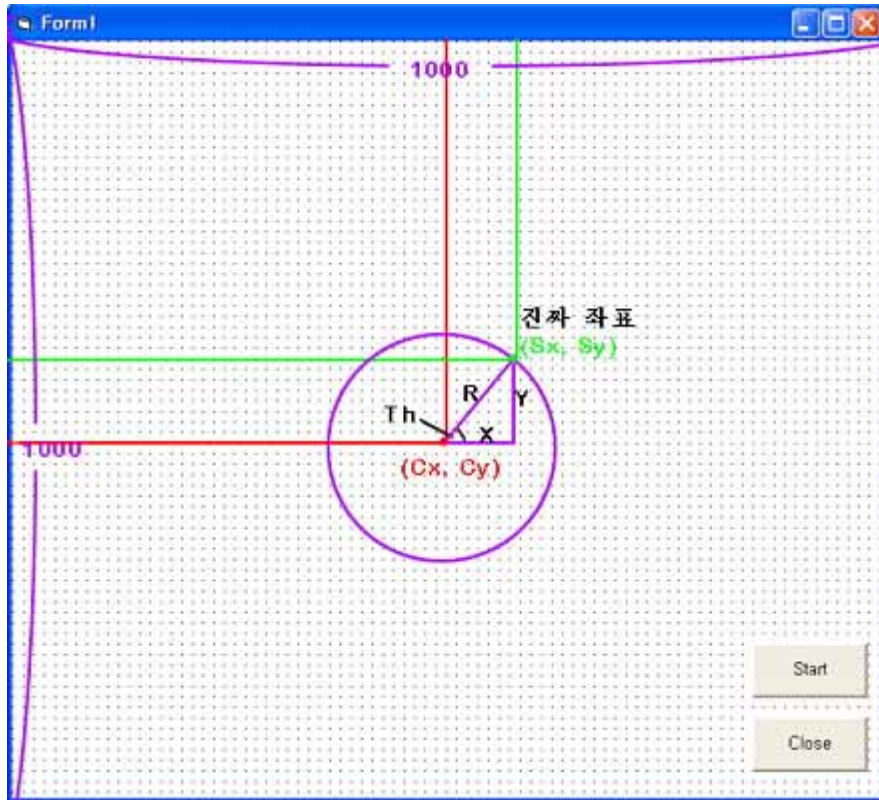 Form1
1000
진짜 좌표
(Sx, Sy)
R
Y
Th
X
1000
(Cx, Cy)
Start
Close